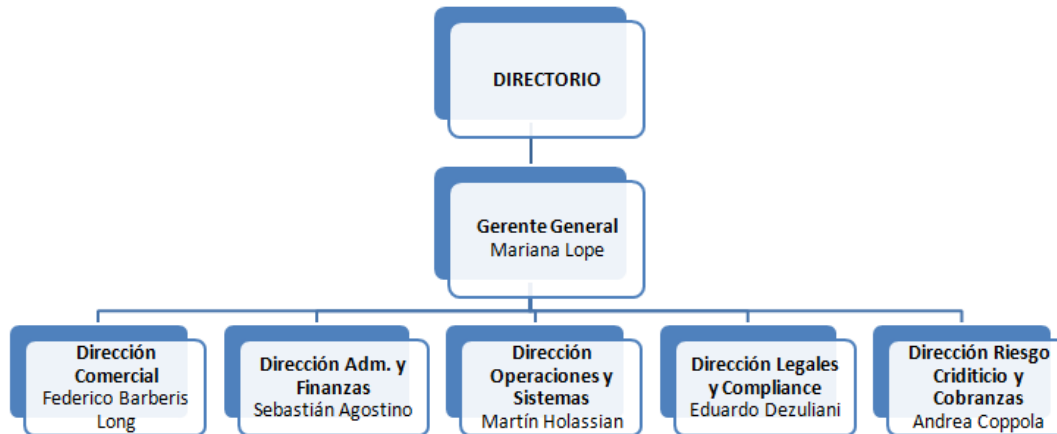 DIRECTORIO
Gerente General
Mariana Lope
Dirección
Comercial
Federico Barberis
Long
Dirección Adm. y
Finanzas
Sebastián Agostino
Dirección
Operaciones y
Sistemas
Martín Holassian
Dirección Legales
y Compliance
Eduardo Dezuliani
Dirección Riesgo
Criditicio y
Cobranzas
Andrea Coppola